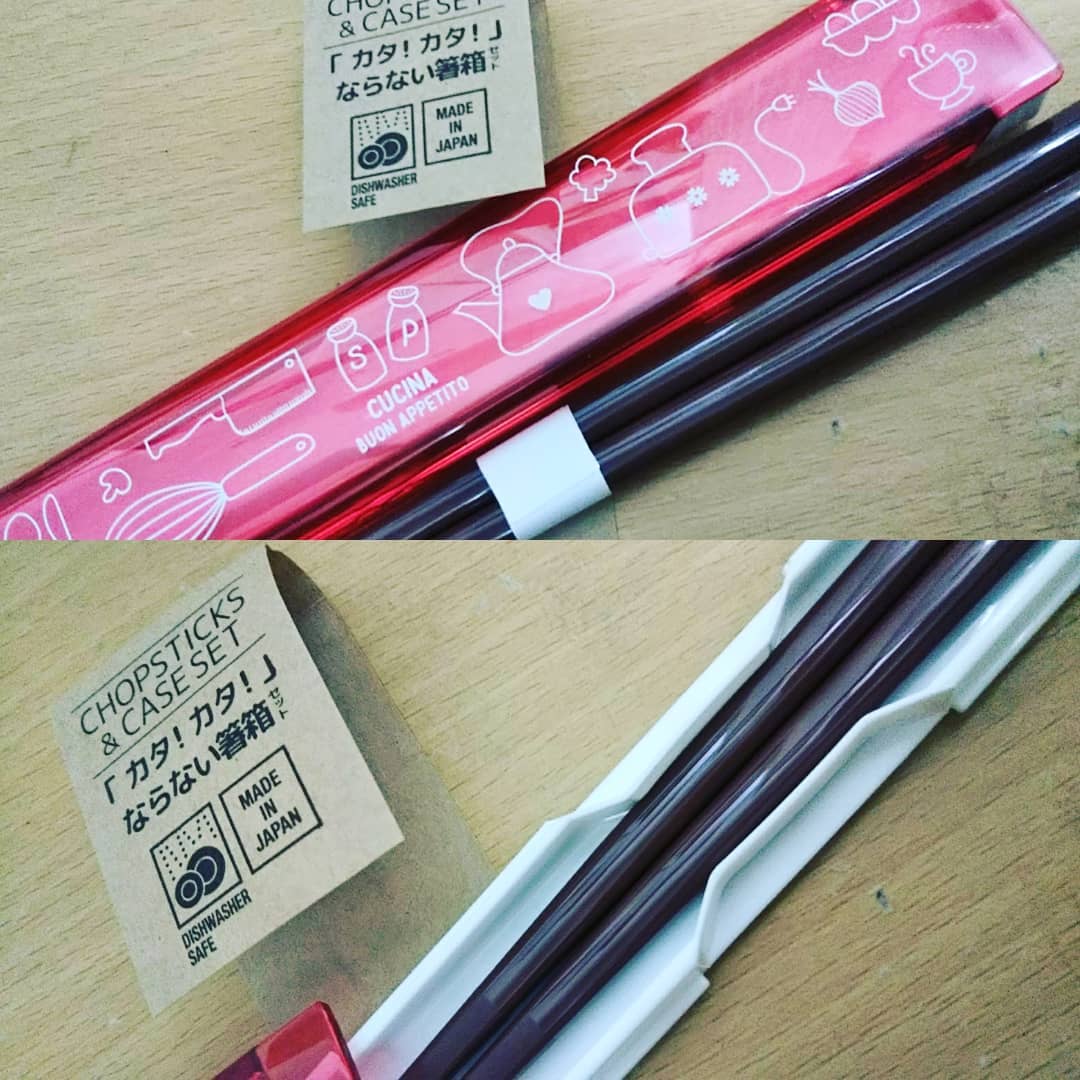 CHOPSTICKS
& CASE SET
「カタ！カタ！」
ならない箸箱セット
DISHWASHER
SAFE
MADE
IN
JAPAN
S P
CUCINA
BUON APPETITO
CHOPSTICKS
& CASE SET
「カタ！カタ！」
ならない箸箱セット
MADE
IN
JAPAN
DISHWASHER
SAFE